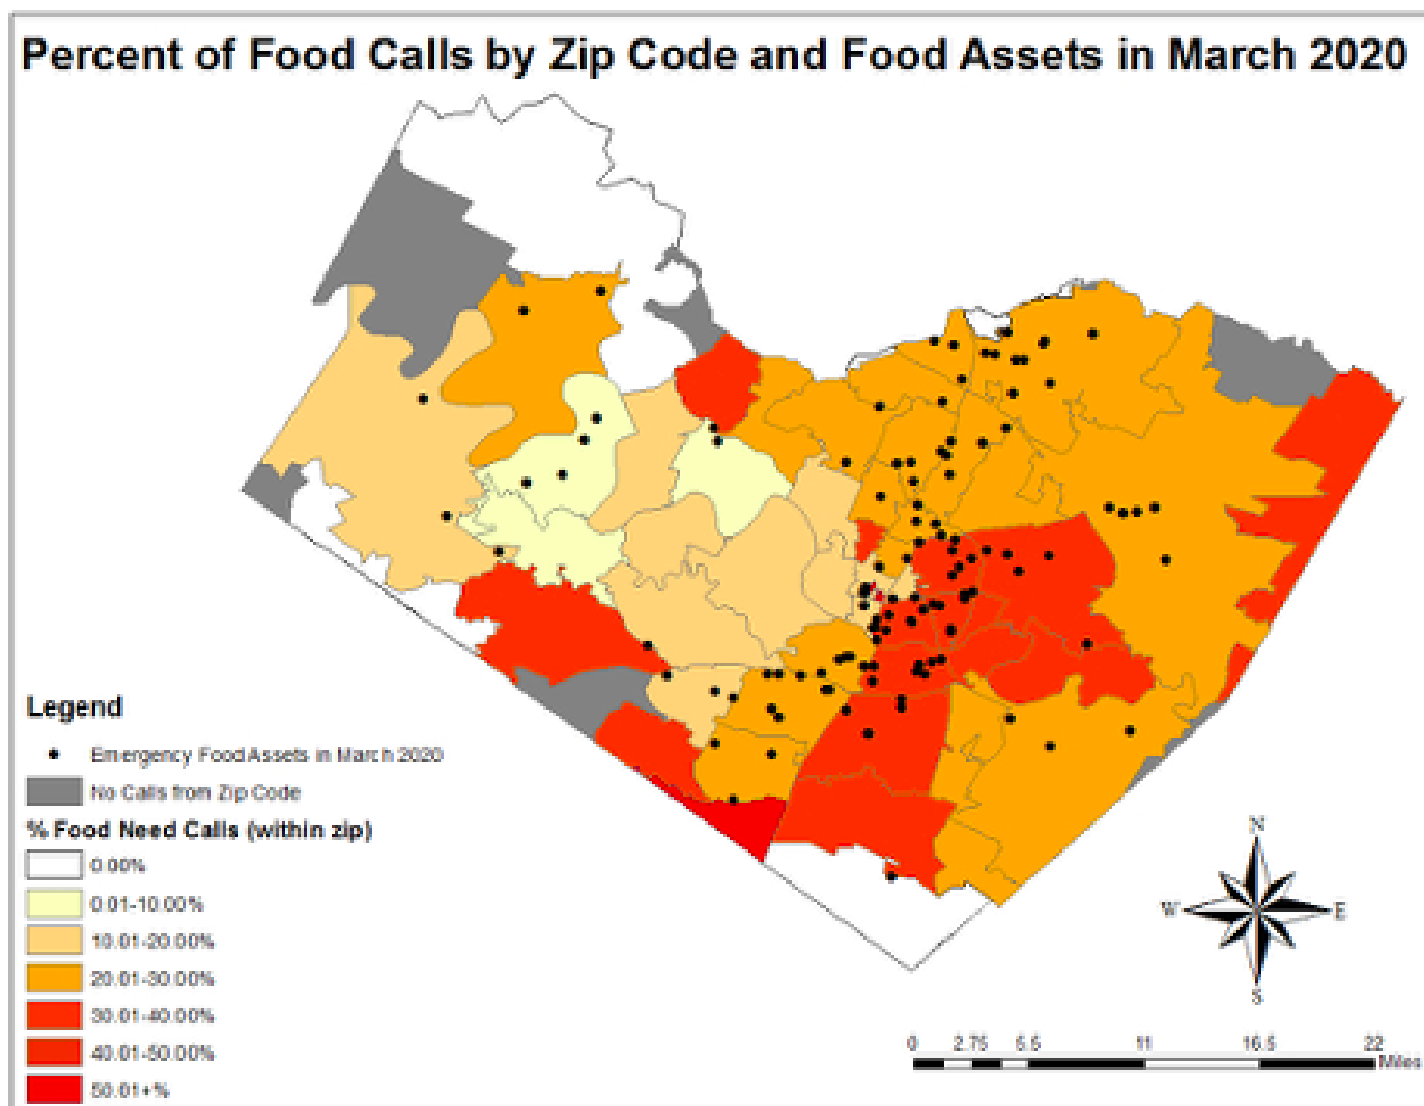 Percent of Food Calls by Zip Code and Food Assets in March 2020
Legend
Emergency Food Assets in March 2020
No Calls from Zip Code
% Food Need Calls (within zip)
0.00%
0.01-10.00%
10.01-20.00%
20.01-30.00%
30.01-40.00%
40.01-50.00%
50.01+%
N
W E
S
0 2.75 5.5 11 16.5 22
Miles